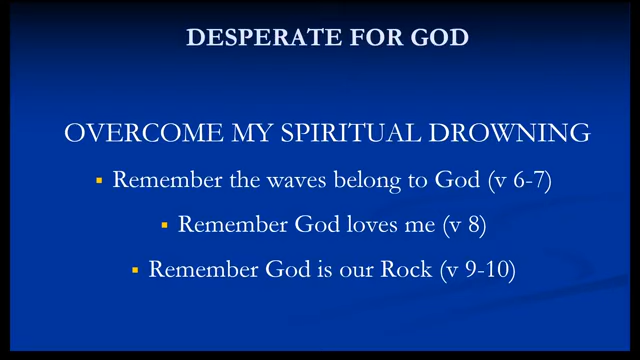 DESPERATE FOR GOD
OVERCOME MY SPIRITUAL DROWNING
▪ Remember the waves belong to God (v 6-7)
▪ Remember God loves me (v 8)
▪ Remember God is our Rock (v 9-10)